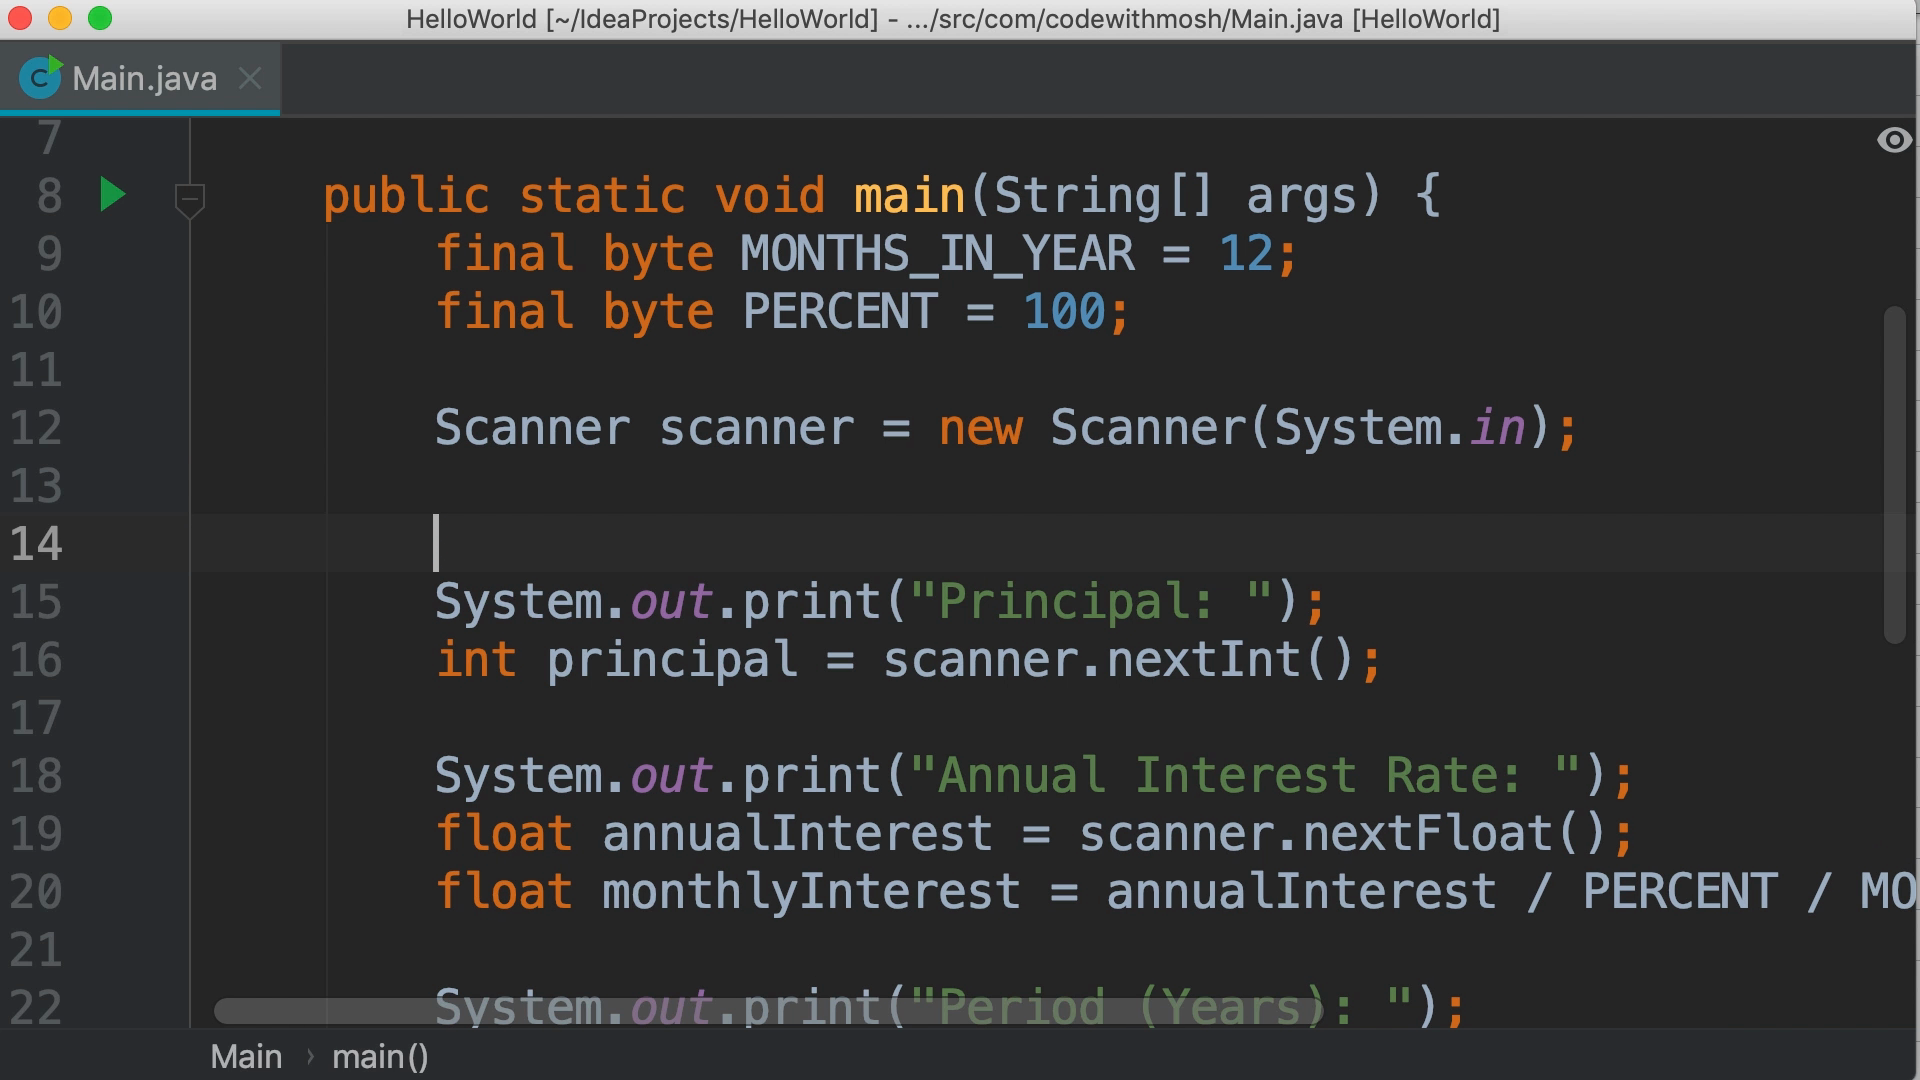 HelloWorld [~/IdeaProjects/HelloWorld] - .../src/com/codewithmosh/Main.java [HelloWorld]
C Main.java
7
8 public static void main(String[] args) {
9 final byte MONTHS_IN_YEAR = 12;
10 final byte PERCENT = 100;
11
12 Scanner scanner = new Scanner(System.in);
13
14
15 System.out.print("Principal: ");
16 int principal = scanner.nextInt();
17
18 System.out.print("Annual Interest Rate: ");
19 float annualInterest = scanner.nextFloat();
20 float monthlyInterest = annualInterest / PERCENT / MO
21
22 System.out.print("Period (Years): ");
Main › main()